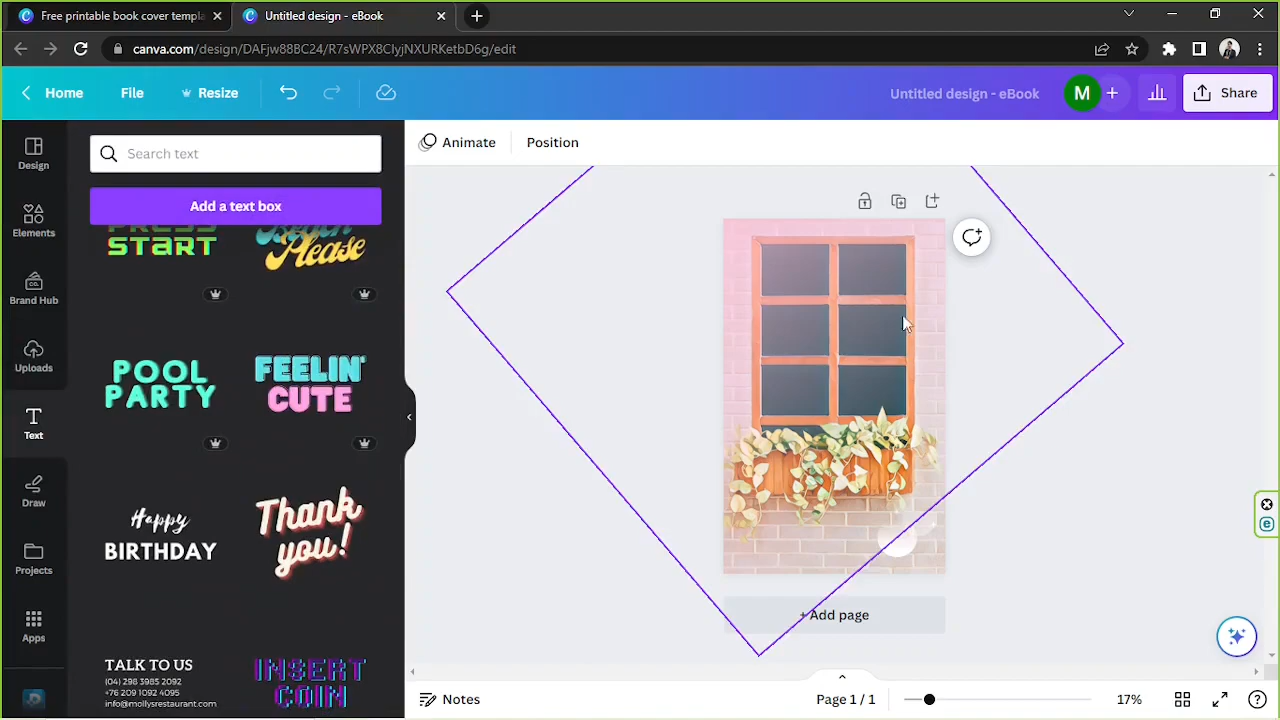 Free printable book cover templa
Untitled design - eBook
canva.com/design/DAFjw88BC24/R7sWPX8CIyjNXURKetbD6g/edit
Home
File
Resize
Untitled design - eBook
M
Share
Animate
Position
Design
Elements
Brand Hub
Uploads
Text
Draw
Projects
Apps
Search text
Add a text box
PRESS
START
Begin
Please
POOL
PARTY
FEELIN'
CUTE
Happy
BIRTHDAY
Thank
you!
TALK TO US
(04) 298 3985 2092
+76 209 1092 4095
info@mollysrestaurant.com
INSERT
COIN
+ Add page
Notes
Page 1 / 1
17%